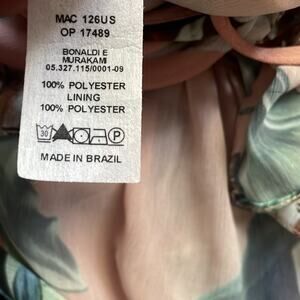 MAC 126US
OP 17489
BONALDI E
MURAKAMI
05.327.115/0001-09
100% POLYESTER
LINING
100% POLYESTER
30 P
MADE IN BRAZIL